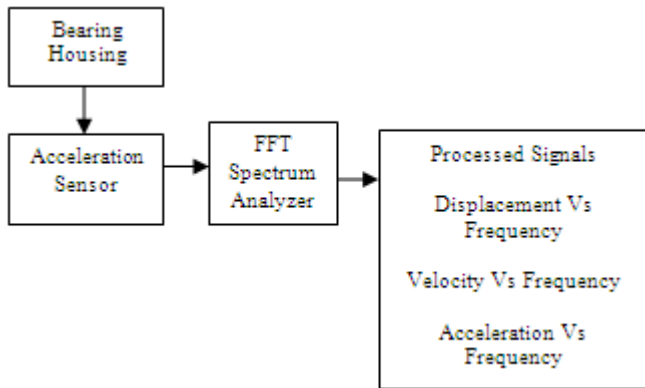 Bearing
Housing
Acceleration
Sensor
FFT
Spectrum
Analyzer
Processed Signals
Displacement Vs
Frequency
Velocity Vs Frequency
Acceleration Vs
Frequency